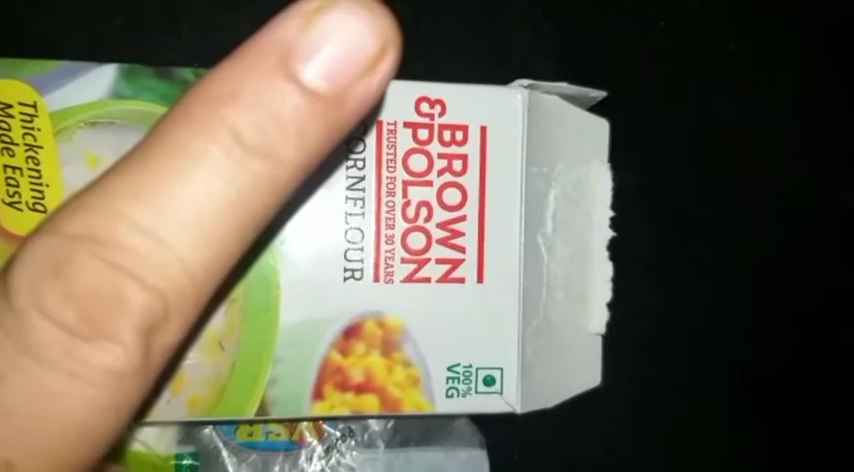 BROWN
&POLSON
TRUSTED FOR OVER 30 YEARS
CORNFLOUR
100%
VEG
Thickening
Made Easy